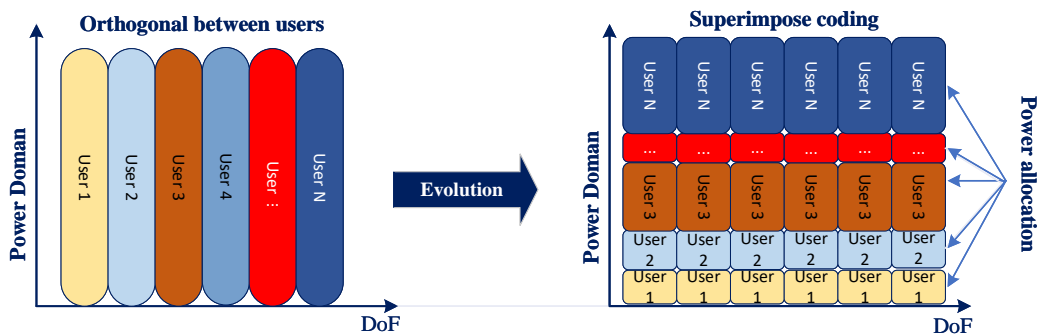 Orthogonal between users
Power Doman
User 1
User 2
User 3
User 4
User ...
User N
DoF
Evolution
Superimpose coding
Power Doman
User N User N User N User N User N User N
... ... ... ... ... ...
User 3 User 3 User 3 User 3 User 3 User 3
User User User User User User
2 2 2 2 2 2
User User User User User User
1 1 1 1 1 1
DoF
Power allocation